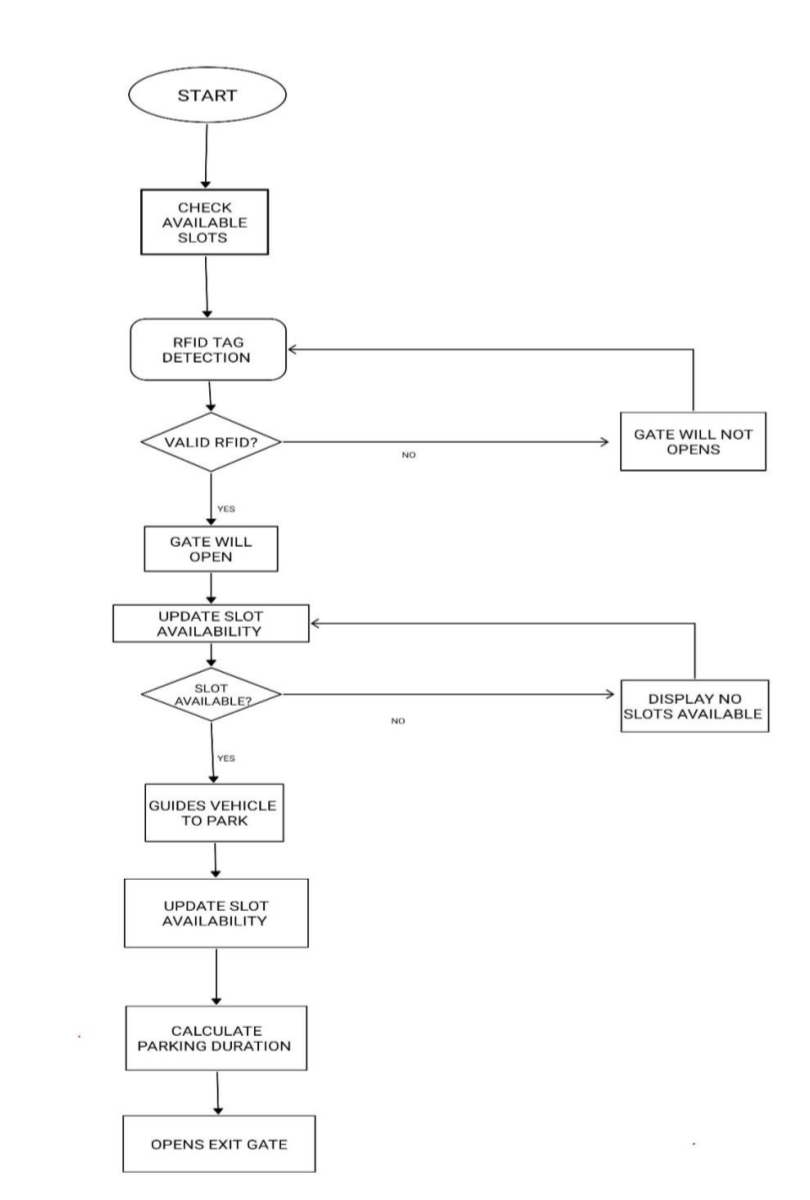 START
CHECK
AVAILABLE
SLOTS
RFID TAG
DETECTION
VALID RFID?
NO
GATE WILL NOT
OPENS
YES
GATE WILL
OPEN
UPDATE SLOT
AVAILABILITY
SLOT
AVAILABLE?
NO
DISPLAY NO
SLOTS AVAILABLE
YES
GUIDES VEHICLE
TO PARK
UPDATE SLOT
AVAILABILITY
CALCULATE
PARKING DURATION
OPENS EXIT GATE